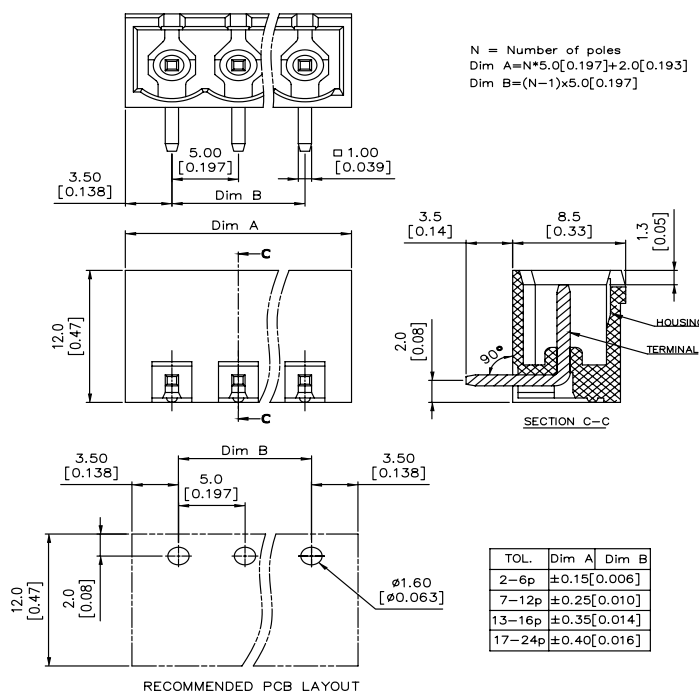 N = Number of poles
Dim A=N*5.0[0.197]+2.0[0.193]
Dim B=(N-1)x5.0[0.197]
5.00
[0.197]
□ 1.00
[0.039]
3.50
[0.138]
Dim B
Dim A
C
12.0
[0.47]
C
3.5
[0.14]
8.5
[0.33]
1.3
[0.05]
2.0
[0.08]
90°
HOUSING
TERMINAL
SECTION C-C
3.50
[0.138]
Dim B
3.50
[0.138]
5.0
[0.197]
12.0
[0.47]
2.0
[0.08]
ø1.60
[ø0.063]
RECOMMENDED PCB LAYOUT
TOL. Dim A Dim B
2-6p ±0.15[0.006]
7-12p ±0.25[0.010]
13-16p ±0.35[0.014]
17-24p ±0.40[0.016]